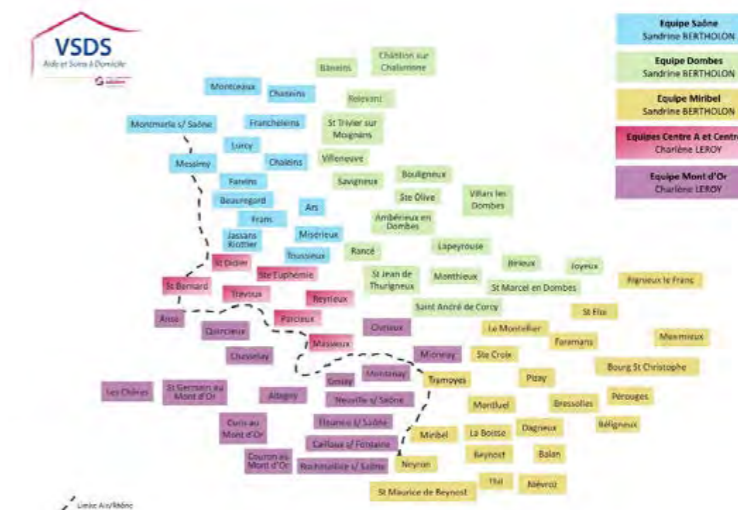 VSDS
Aide et Soins à Domicile
Equipe Saône
Sandrine BERTHOLON
Equipe Dombes
Sandrine BERTHOLON
Equipe Miribel
Sandrine BERTHOLON
Equipes Centre A et Centre
Charlène LEROY
Equipe Mont d'Or
Charlène LEROY
Baneins
Châtillon sur
Chalaronne
Montceaux
Chaneins
Relevant
Montmerle s/ Saône
Francheleins
St Trivier sur
Moignans
Lurcy
Messimy
Chaleins
Villeneuve
Fareins
Savigneux
Bouligneux
Beauregard
Ars
Ste Olive
Villars les
Dombes
Frans
Ambérieux en
Dombes
Jassans
Riottier
Misérieux
Toussieux
Rancé
Lapeyrouse
St Didier
Ste Euphémie
Birieux
Joyeux
St Bernard
Trévoux
Reyrieux
St Jean de
Thurigneux
Monthieux
St Marcel en Dombes
Rignieux le Franc
Saint André de Corcy
St Eloi
Anse
Parcieux
Quincieux
Civrieux
Le Montellier
Faramans
Meximieux
Massieux
Chasselay
Mionnay
Ste Croix
Bourg St Christophe
Genay
Montanay
Tramoyes
Pizay
Les Chères
St Germain au
Mont d'Or
Albigny
Neuville s/ Saône
Montluel
Bressolles
Pérouges
Curis au
Mont d'Or
Fleurieu s/ Saône
Miribel
La Boisse
Dagneux
Béligneux
Cailloux s/ Fontaine
Couzon au
Mont d'Or
Rochetaillée s/ Saône
Neyron
Beynost
Balan
St Maurice de Beynost
Thil
Niévroz
Limite Ain/Rhône